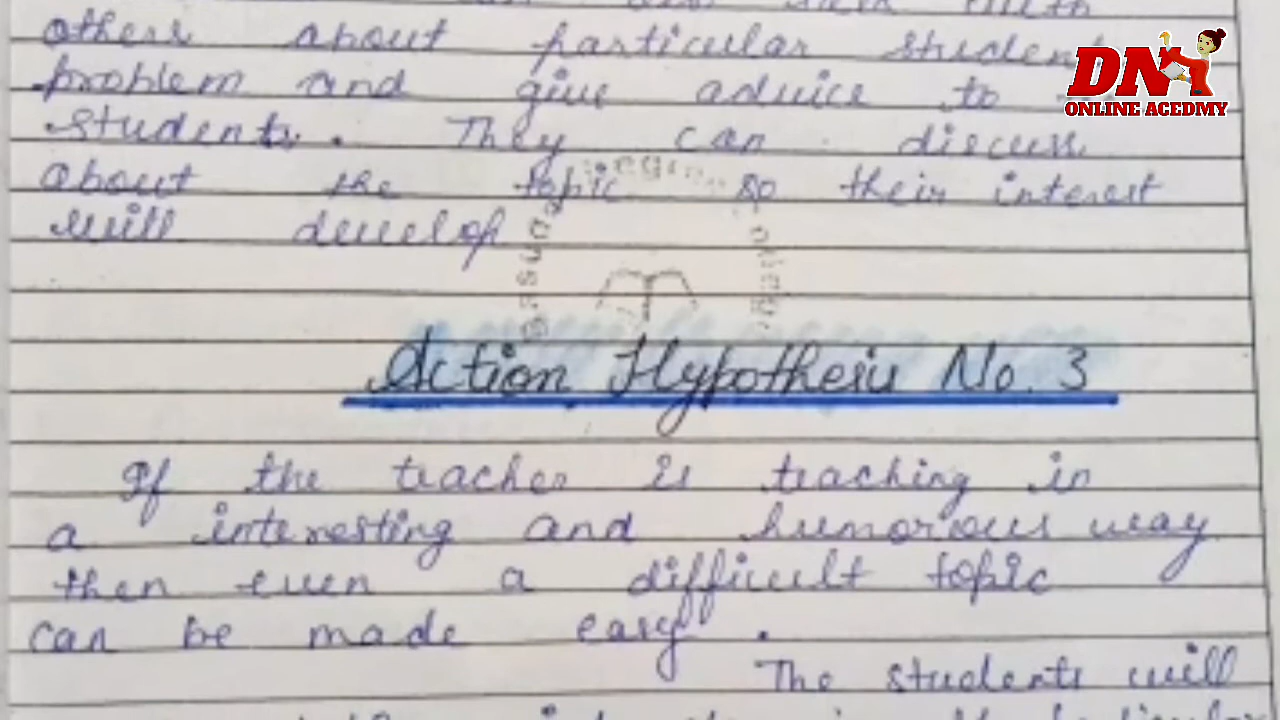 others about particular student
problem and give advice to
students. They can discuss
about the topic so their interest
will develop
Action Hypothesis No. 3
If the teacher is teaching in
a interesting and humorious way
then even a difficult topic
can be made easy".
The students will
DN
ONLINE ACEDMY